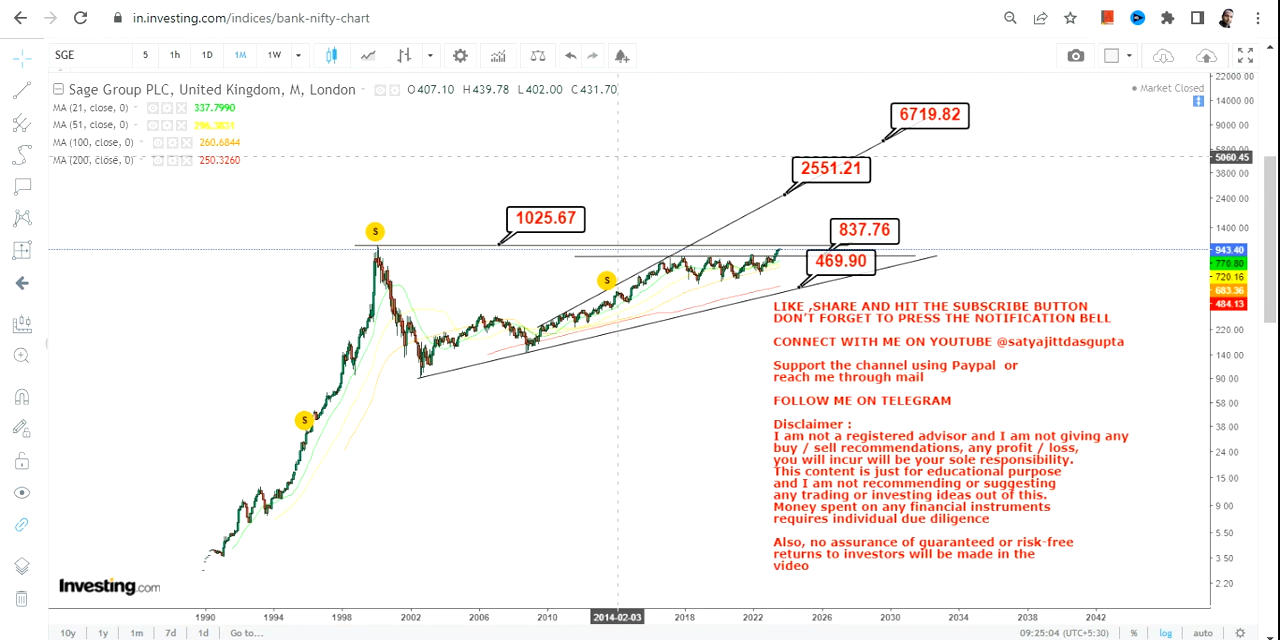 in.investing.com/indices/bank-nifty-chart
SGE 5 1h 1D 1M 1W
Sage Group PLC, United Kingdom, M, London O407.10 H439.78 L402.00 C431.70
Market Closed
MA (21, close, 0) 337.7990
MA (51, close, 0)
MA (100, close, 0) 260.6844
MA (200, close, 0) 250.3260
6719.82
2551.21
1025.67
837.76
469.90
S
S
S
22000.00
14000.00
9000.00
5060.45
3800.00
2400.00
1400.00
943.40
770.80
720.16
683.36
484.13
220.00
140.00
90.00
58.00
38.00
24.00
15.00
9.00
5.50
3.50
2.20
LIKE ,SHARE AND HIT THE SUBSCRIBE BUTTON
DON'T FORGET TO PRESS THE NOTIFICATION BELL
CONNECT WITH ME ON YOUTUBE @satyajittdasgupta
Support the channel using Paypal or
reach me through mail
FOLLOW ME ON TELEGRAM
Disclaimer :
I am not a registered advisor and I am not giving any
buy / sell recommendations, any profit / loss,
you will incur will be your sole responsibility.
This content is just for educational purpose
and I am not recommending or suggesting
any trading or investing ideas out of this.
Money spent on any financial instruments
requires individual due diligence
Also, no assurance of guaranteed or risk-free
returns to investors will be made in the
video
Investing.com
1990 1994 1998 2002 2006 2010 2014-02-03 2018 2022 2026 2030 2034 2038 2042
10y 1y 1m 7d 1d Go to... 09:25:04 (UTC+5:30) % log auto